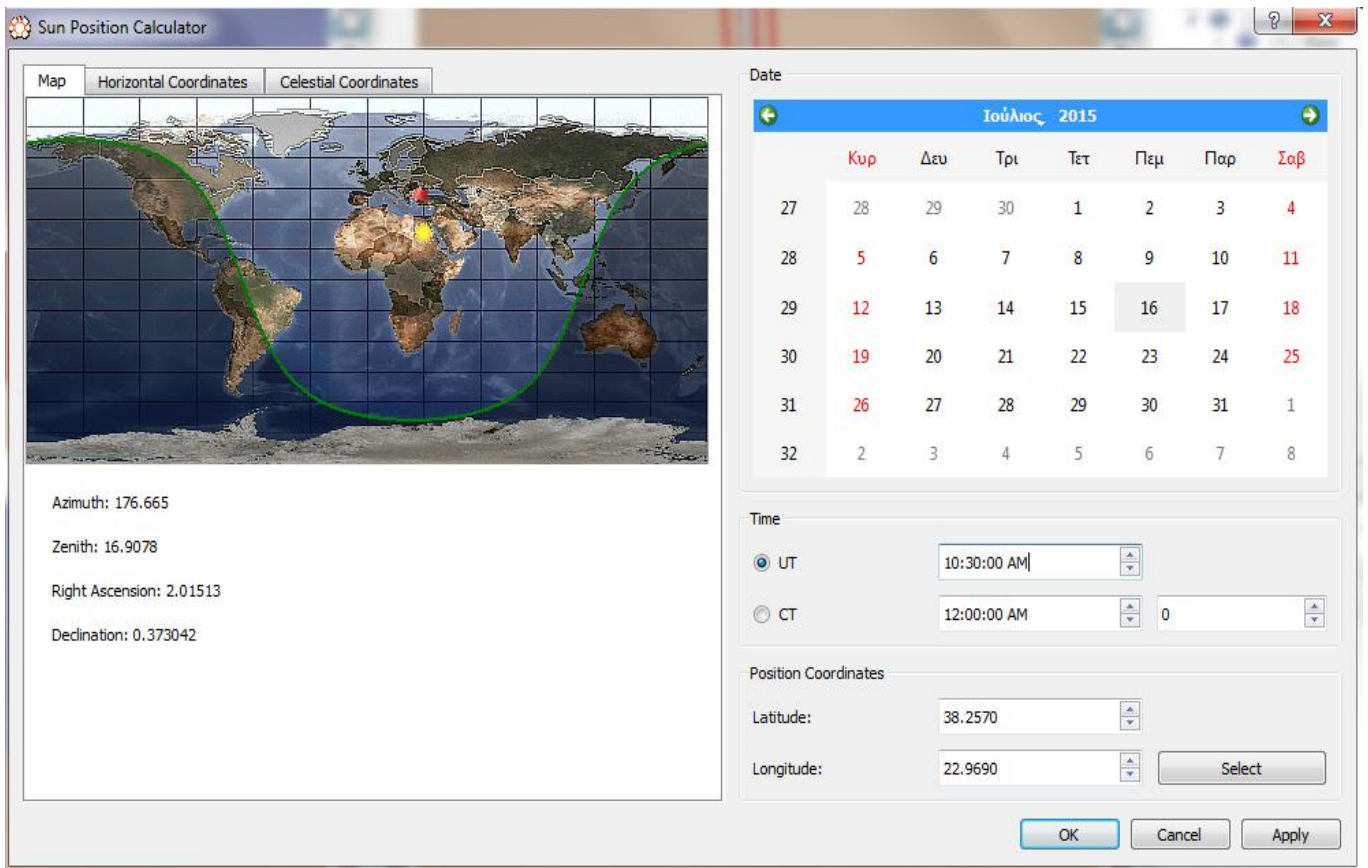 Sun Position Calculator
Map Horizontal Coordinates Celestial Coordinates
Azimuth: 176.665
Zenith: 16.9078
Right Ascension: 2.01513
Declination: 0.373042
Date
Ιούλιος, 2015
Κυρ Δευ Τρι Τετ Πεμ Παρ Σαβ
27 28 29 30 1 2 3 4
28 5 6 7 8 9 10 11
29 12 13 14 15 16 17 18
30 19 20 21 22 23 24 25
31 26 27 28 29 30 31 1
32 2 3 4 5 6 7 8
Time
UT 10:30:00 AM
CT 12:00:00 AM 0
Position Coordinates
Latitude: 38.2570
Longitude: 22.9690 Select
OK Cancel Apply